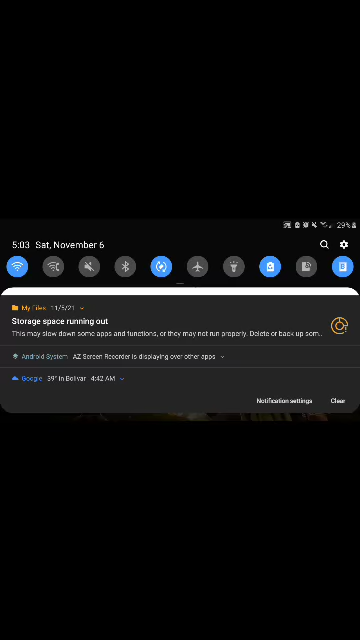 29%
5:03 Sat, November 6
My Files 11/5/21
Storage space running out
This may slow down some apps and functions, or they may not run properly. Delete or back up som..
Android System AZ Screen Recorder is displaying over other apps
Google 39° in Bolivar 4:42 AM
Notification settings Clear